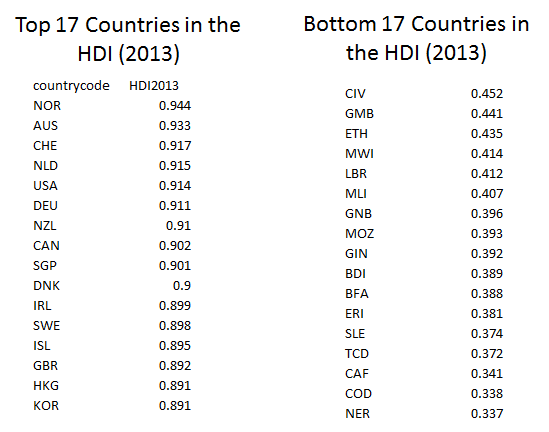 Top 17 Countries in the
HDI (2013)
countrycode HDI2013
NOR 0.944
AUS 0.933
CHE 0.917
NLD 0.915
USA 0.914
DEU 0.911
NZL 0.91
CAN 0.902
SGP 0.901
DNK 0.9
IRL 0.899
SWE 0.898
ISL 0.895
GBR 0.892
HKG 0.891
KOR 0.891
Bottom 17 Countries in
the HDI (2013)
CIV 0.452
GMB 0.441
ETH 0.435
MWI 0.414
LBR 0.412
MLI 0.407
GNB 0.396
MOZ 0.393
GIN 0.392
BDI 0.389
BFA 0.388
ERI 0.381
SLE 0.374
TCD 0.372
CAF 0.341
COD 0.338
NER 0.337